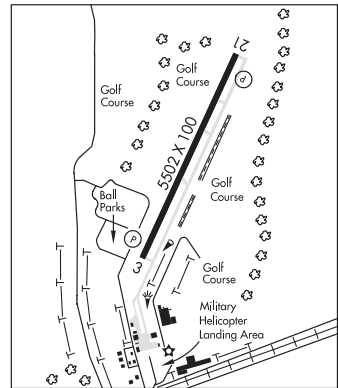 21
Golf
Course
P
Golf
Course
5502 X 100
Golf
Course
Ball
Parks
P
3
Golf
Course
Military
Helicopter
Landing Area